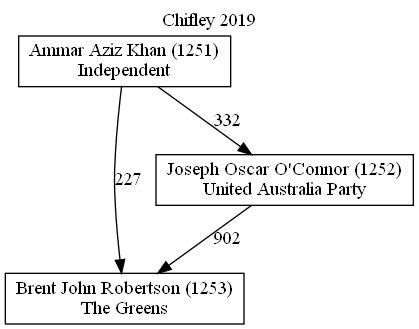 Chifley 2019
Ammar Aziz Khan (1251)
Independent
332
Joseph Oscar O'Connor (1252)
United Australia Party
227
902
Brent John Robertson (1253)
The Greens